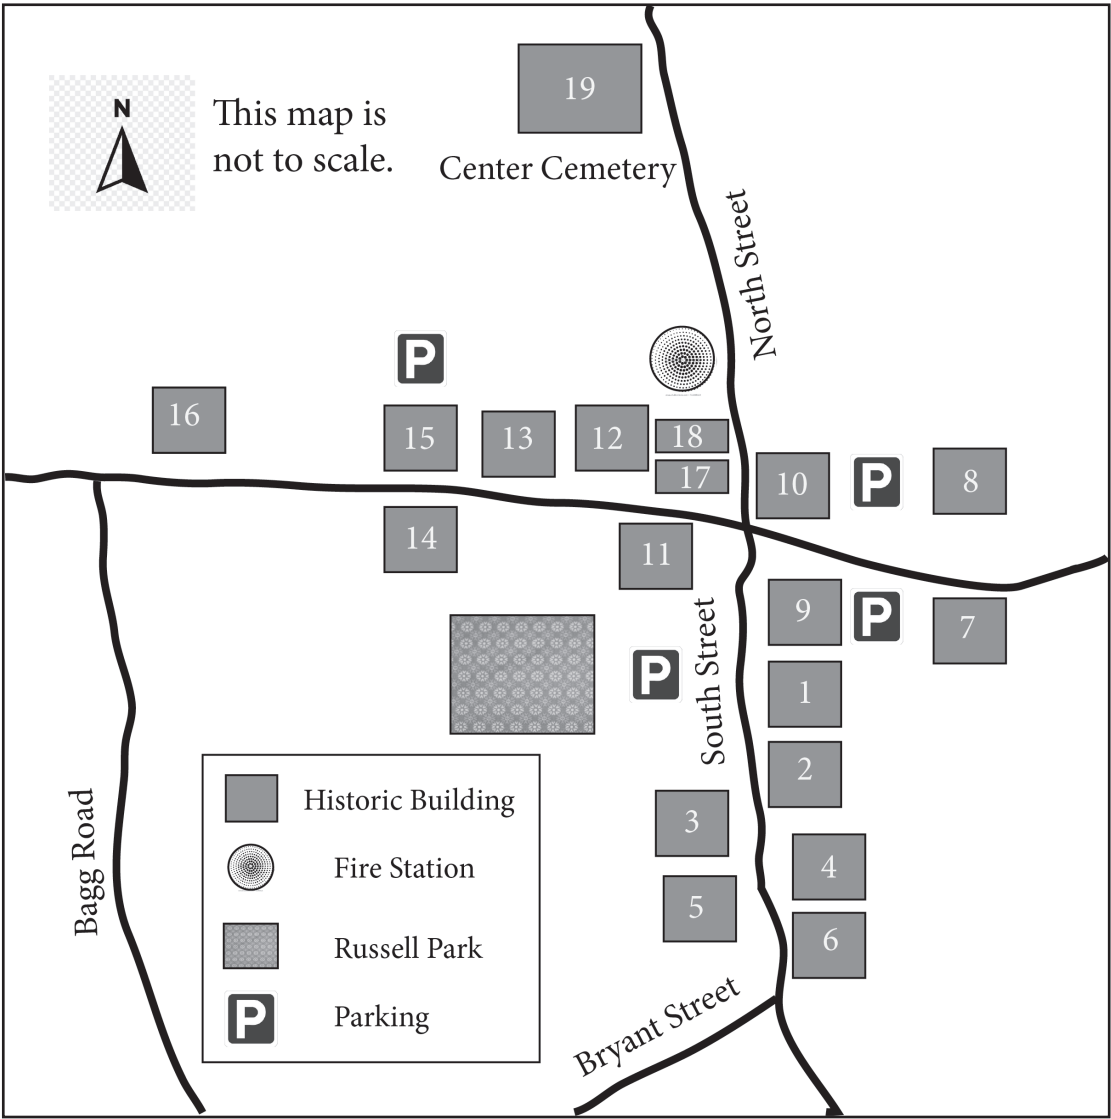 19
N
This map is
not to scale.
Center Cemetery
North Street
P
16
15
13
12
18
17
10
P
8
14
11
9
P
7
South Street
P
1
2
3
4
5
6
Bagg Road
Historic Building
Fire Station
Russell Park
P
Parking
Bryant Street